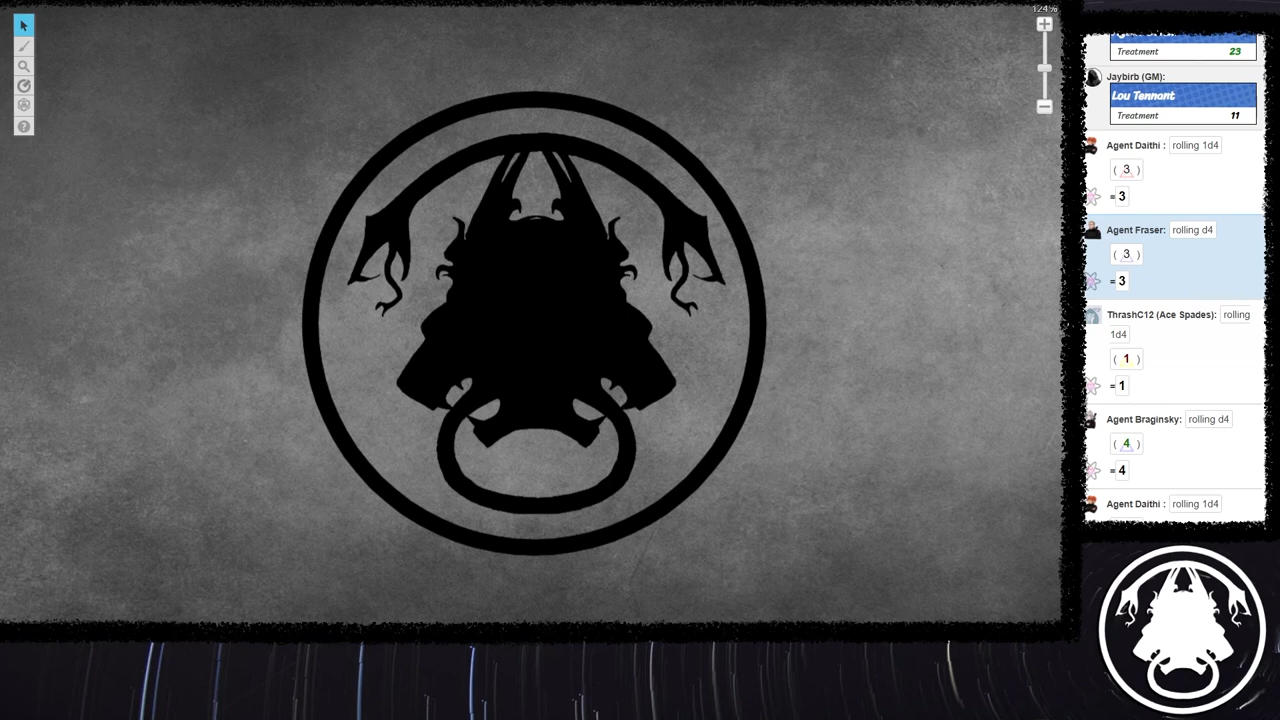 124%
Treatment 23
Jaybirb (GM):
Lou Tennant
Treatment 11
Agent Daithi : rolling 1d4
( 3 )
= 3
Agent Fraser: rolling d4
( 3 )
= 3
ThrashC12 (Ace Spades): rolling
1d4
( 1 )
= 1
Agent Braginsky: rolling d4
( 4 )
= 4
Agent Daithi : rolling 1d4